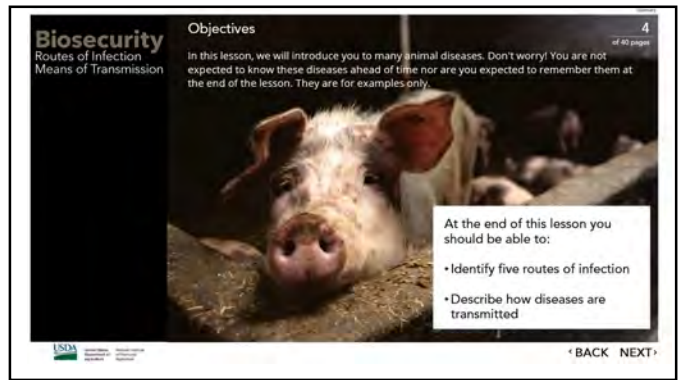 Biosecurity
Routes of Infection
Means of Transmission
Objectives
4
of 40 pages
In this lesson, we will introduce you to many animal diseases. Don't worry! You are not
expected to know these diseases ahead of time nor are you expected to remember them at
the end of the lesson. They are for examples only.
At the end of this lesson you
should be able to:
•Identify five routes of infection
•Describe how diseases are
transmitted
USDA
‹BACK NEXT›